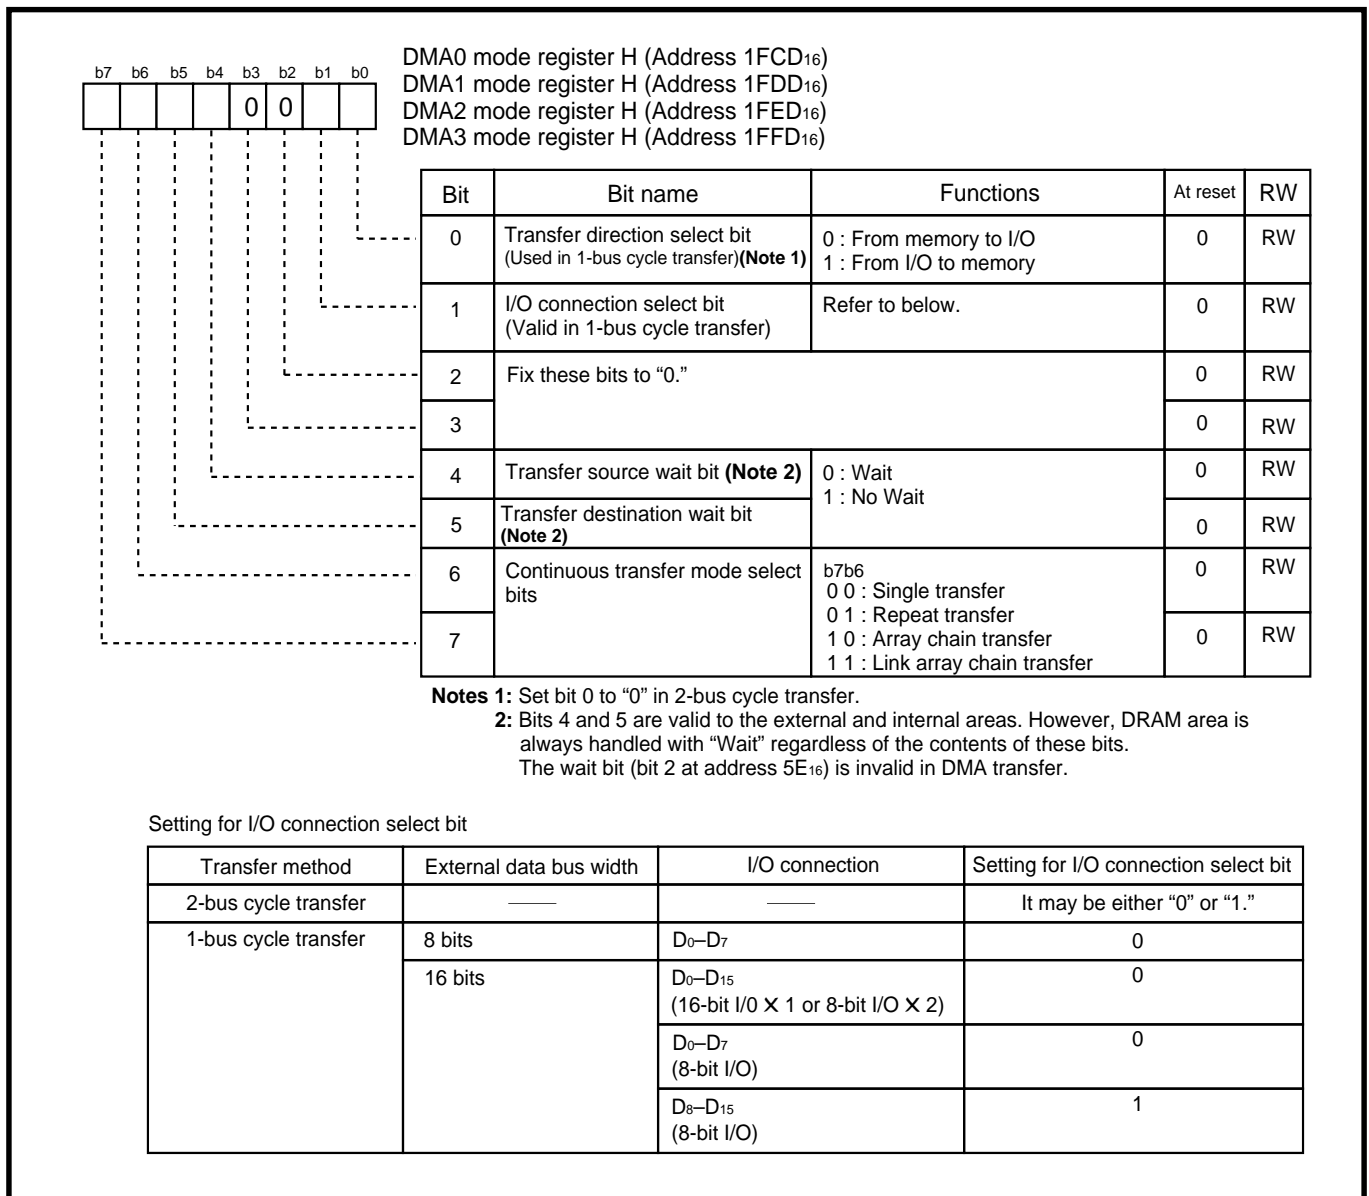 DMA0 mode register H (Address 1FCD16)
DMA1 mode register H (Address 1FDD16)
DMA2 mode register H (Address 1FED16)
DMA3 mode register H (Address 1FFD16)
b7 b6 b5 b4 b3 b2 b1 b0
0 0
Bit Bit name Functions At reset RW
0 Transfer direction select bit 0 : From memory to I/O 0 RW
(Used in 1-bus cycle transfer)(Note 1) 1 : From I/O to memory
1 I/O connection select bit Refer to below. 0 RW
(Valid in 1-bus cycle transfer)
2 Fix these bits to “0.” 0 RW
3 0 RW
4 Transfer source wait bit (Note 2) 0 : Wait 0 RW
1 : No Wait
5 Transfer destination wait bit 0 RW
(Note 2)
6 Continuous transfer mode select b7b6 0 RW
bits 0 0 : Single transfer
0 1 : Repeat transfer
7 1 0 : Array chain transfer 0 RW
1 1 : Link array chain transfer
Notes 1: Set bit 0 to “0” in 2-bus cycle transfer.
2: Bits 4 and 5 are valid to the external and internal areas. However, DRAM area is
always handled with “Wait” regardless of the contents of these bits.
The wait bit (bit 2 at address 5E16) is invalid in DMA transfer.
Setting for I/O connection select bit
Transfer method External data bus width I/O connection Setting for I/O connection select bit
2-bus cycle transfer —— —— It may be either “0” or “1.”
1-bus cycle transfer 8 bits D0–D7 0
16 bits D0–D15 0
(16-bit I/0 X 1 or 8-bit I/O X 2)
D0–D7 0
(8-bit I/O)
D8–D15 1
(8-bit I/O)